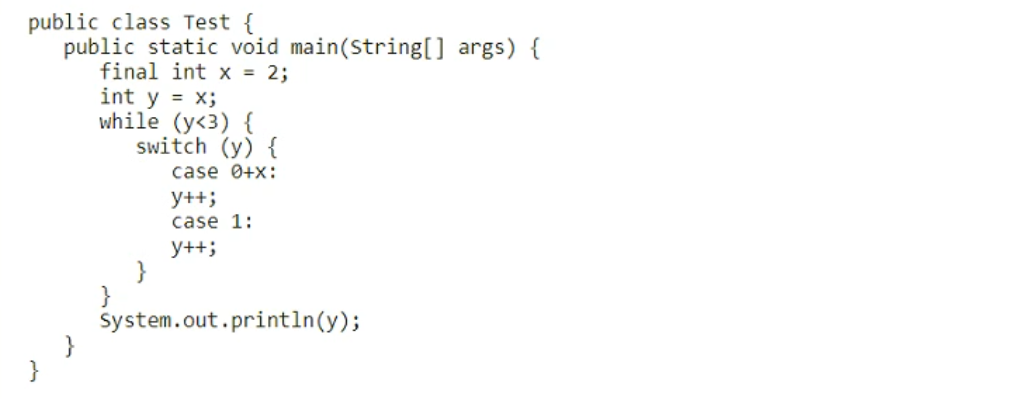 public class Test {
public static void main(String[] args) {
final int x = 2;
int y = x;
while (y<3) {
switch (y) {
case 0+x:
y++;
case 1:
y++;
}
}
System.out.println(y);
}
}